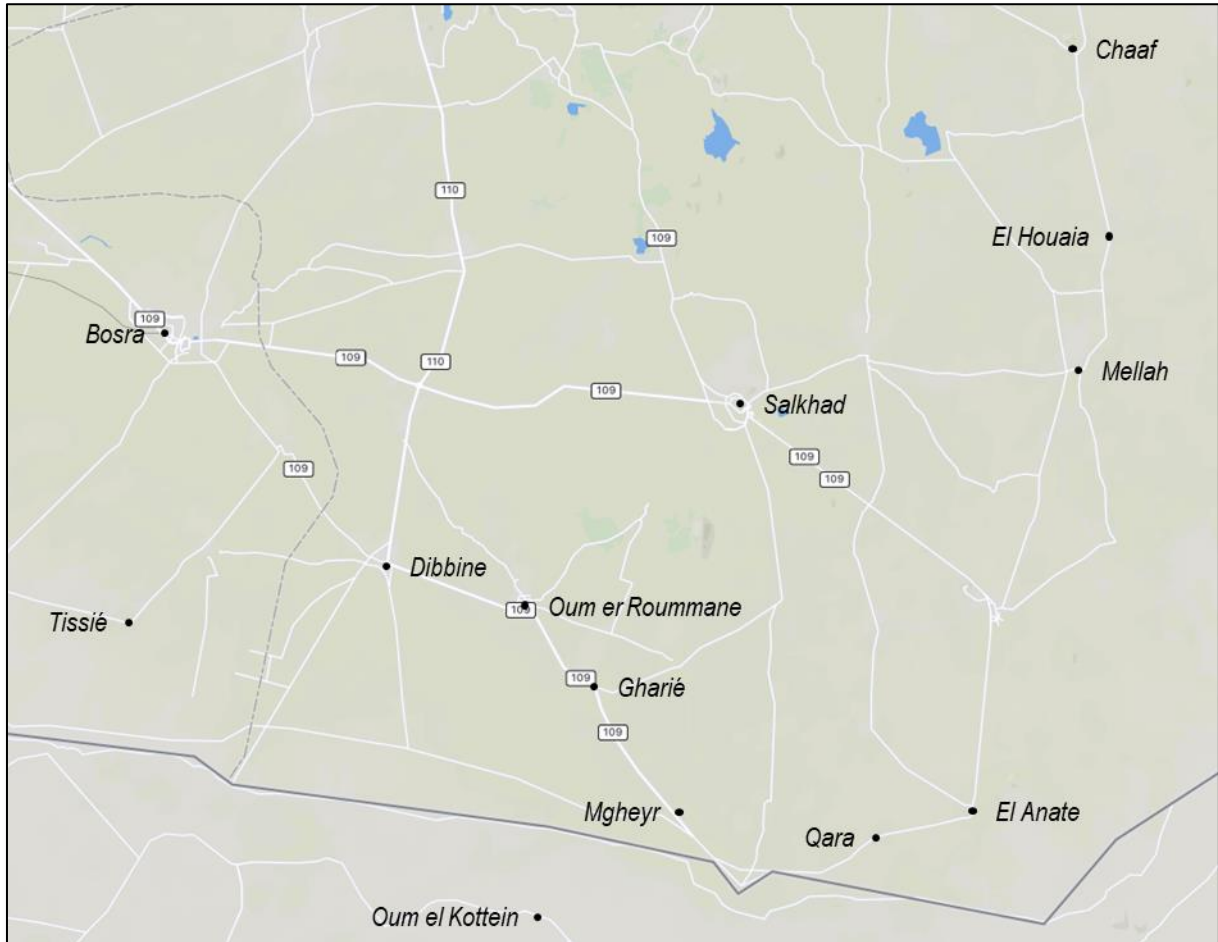 Chaaf
110
El Houaia
109
109
Bosra
109
110
Mellah
109
Salkhad
109
109
109
Dibbine
109
Oum er Roummane
Tissié
109
Gharié
109
Mgheyr
El Anate
Qara
Oum el Kottein